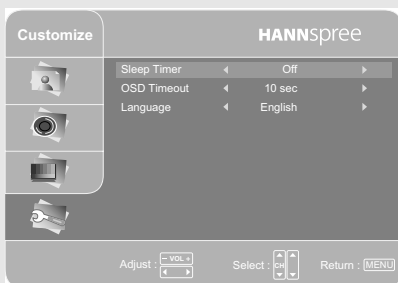 Customize
HANNspree
Sleep Timer Off
OSD Timeout 10 sec
Language English
Adjust : – VOL + Select : CH Return : MENU